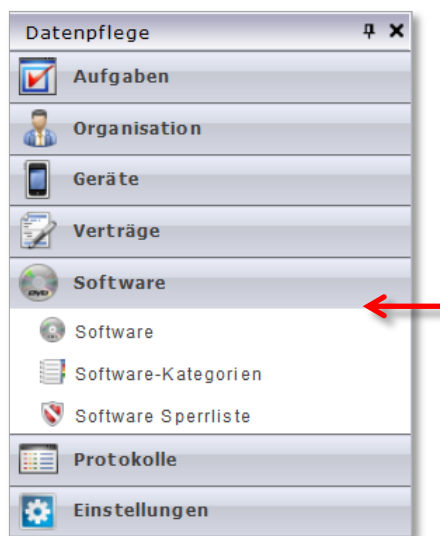 Datenpflege
Aufgaben
Organisation
Geräte
Verträge
Software
Software
Software-Kategorien
Software Sperrliste
Protokolle
Einstellungen